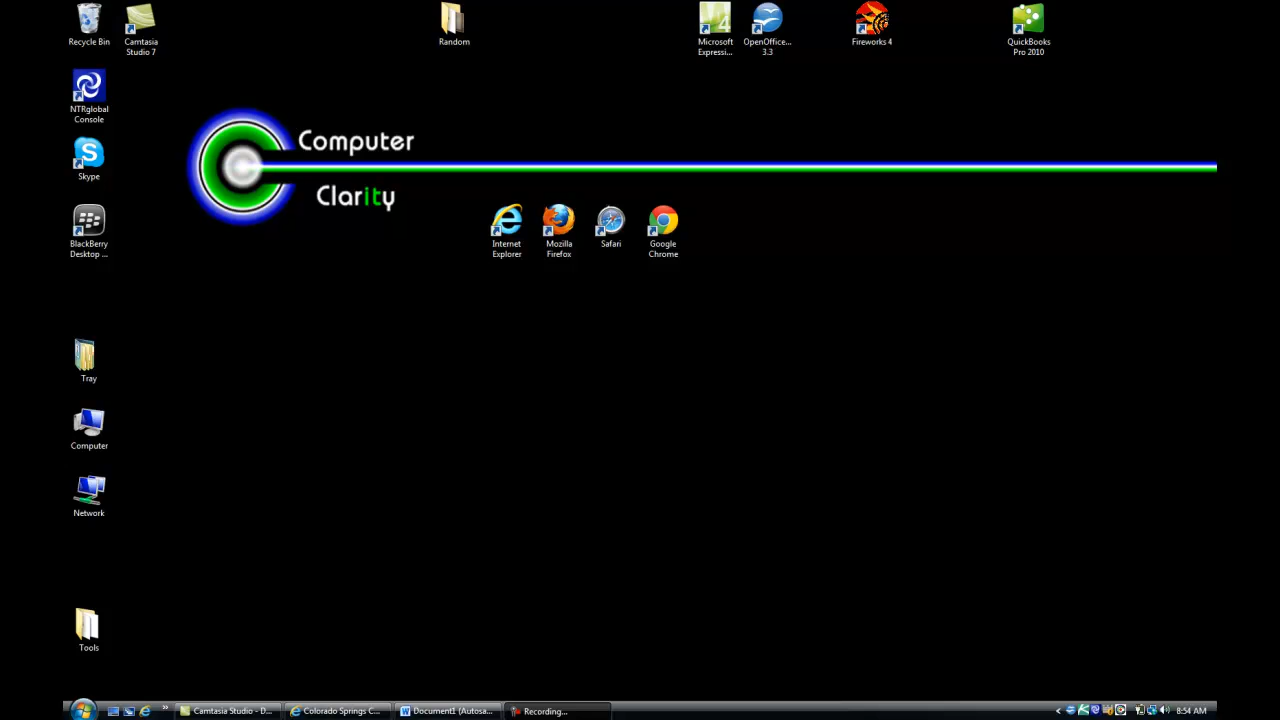 Recycle Bin
Camtasia
Studio 7
Random
Microsoft
Expressi...
OpenOffice...
3.3
Fireworks 4
QuickBooks
Pro 2010
NTRglobal
Console
Skype
BlackBerry
Desktop ...
Computer
Clarity
Internet
Explorer
Mozilla
Firefox
Safari
Google
Chrome
Tray
Computer
Network
Tools
Camtasia Studio - D...
Colorado Springs C...
Document1 (Autosa...
Recording...
8:54 AM